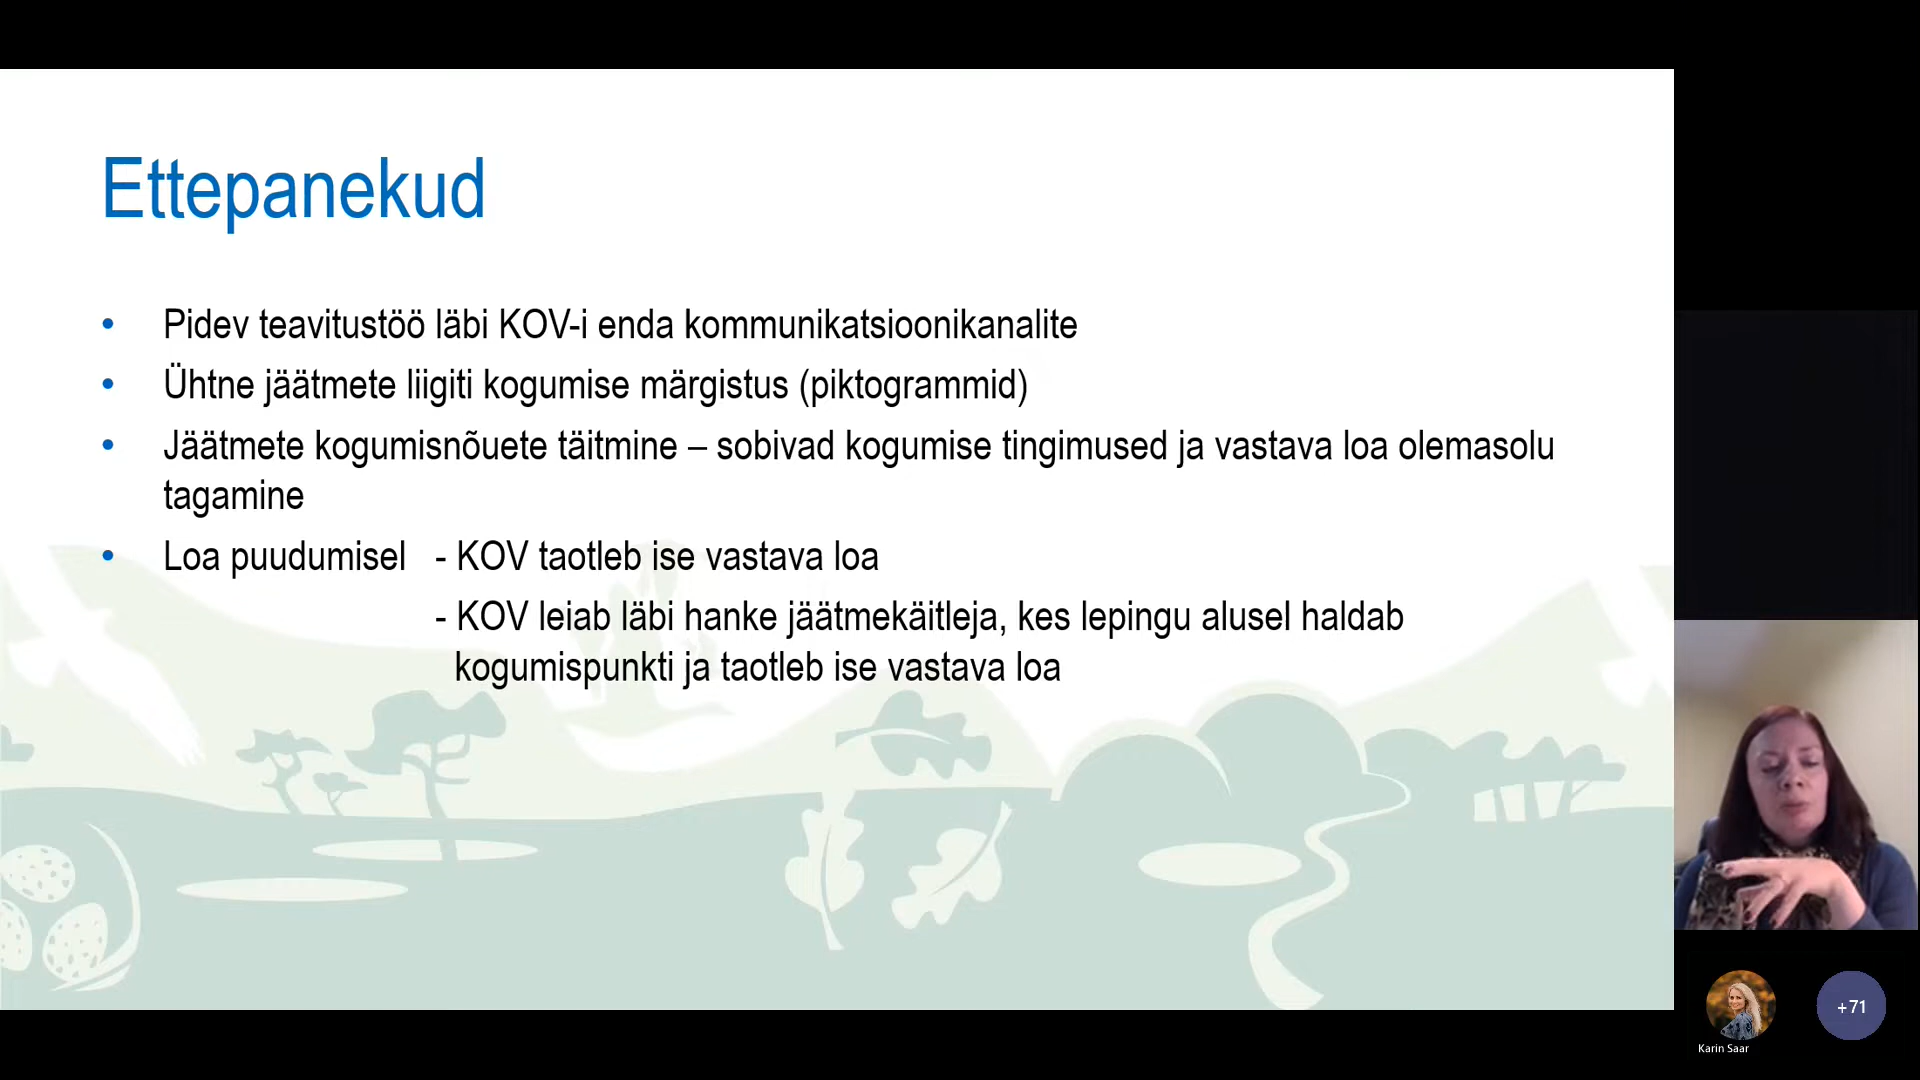 Ettepanekud
• Pidev teavitustöö läbi KOV-i enda kommunikatsioonikanalite
• Ühtne jäätmete liigiti kogumise märgistus (piktogrammid)
• Jäätmete kogumisnõuete täitmine – sobivad kogumise tingimused ja vastava loa olemasolu
tagamine
• Loa puudumisel - KOV taotleb ise vastava loa
- KOV leiab läbi hanke jäätmekäitleja, kes lepingu alusel haldab
kogumispunkti ja taotleb ise vastava loa
+71
Karin Saar